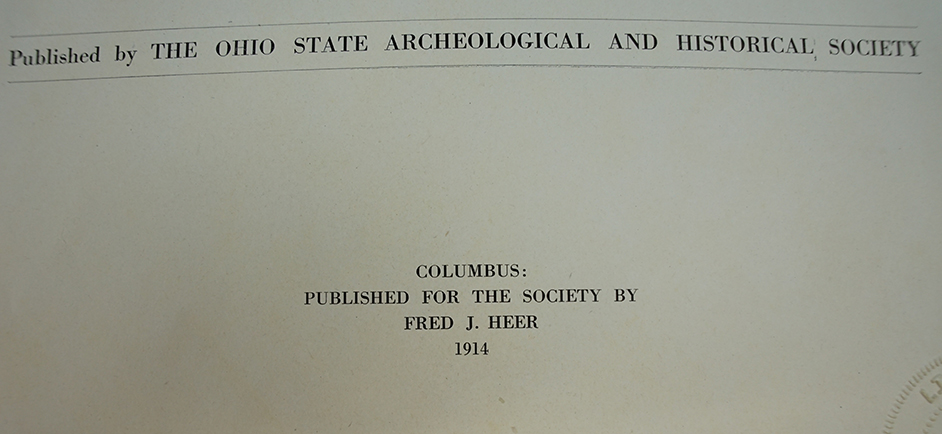 Published by THE OHIO STATE ARCHEOLOGICAL AND HISTORICAL SOCIETY
COLUMBUS:
PUBLISHED FOR THE SOCIETY BY
FRED J. HEER
1914